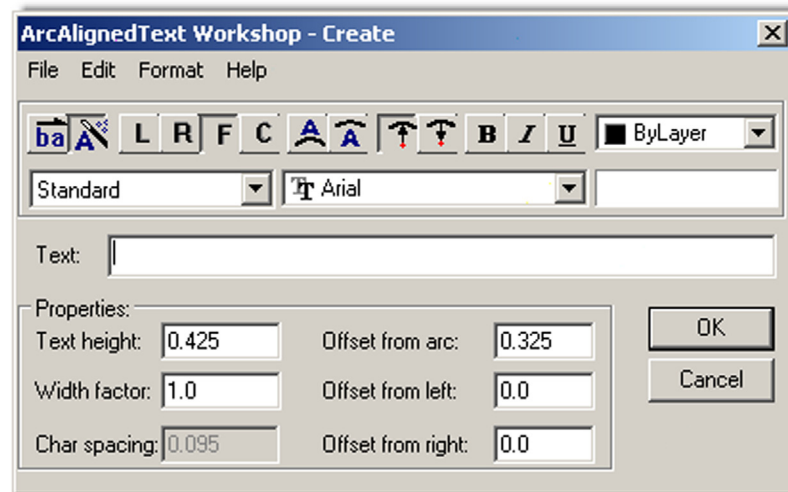 ArcAlignedText Workshop - Create
File Edit Format Help
ba A L R F C A A B I U ByLayer
Standard Arial
Text:
Properties:
Text height: 0.425 Offset from arc: 0.325 OK
Width factor: 1.0 Offset from left: 0.0 Cancel
Char spacing: 0.095 Offset from right: 0.0